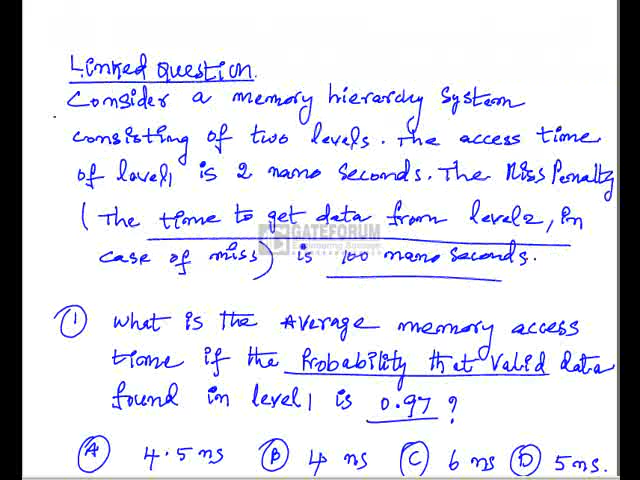 Linked question.
Consider a memory hierarchy system
consisting of two levels. The access time
of level1 is 2 nano seconds. The Miss Penalty
(The time to get data from level2, in
GATEFORUM
case of miss) is 100 nano seconds.
① What is the Average memory access
time if the Probability that valid data
found in level1 is 0.97 ?
Ⓐ 4.5 ns Ⓑ 4 ns Ⓒ 6 ns Ⓓ 5 ns.